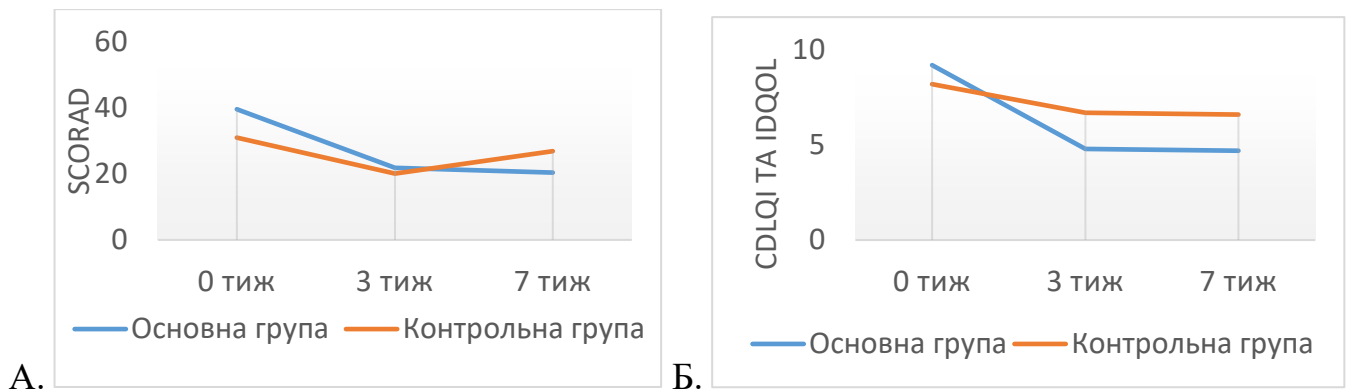 60
40
20
0
SCORAD
0 тиж 3 тиж 7 тиж
Основна група Контрольна група
А.
10
5
0
CDLQI ТА IDQOL
0 тиж 3 тиж 7 тиж
Основна група Контрольна група
Б.